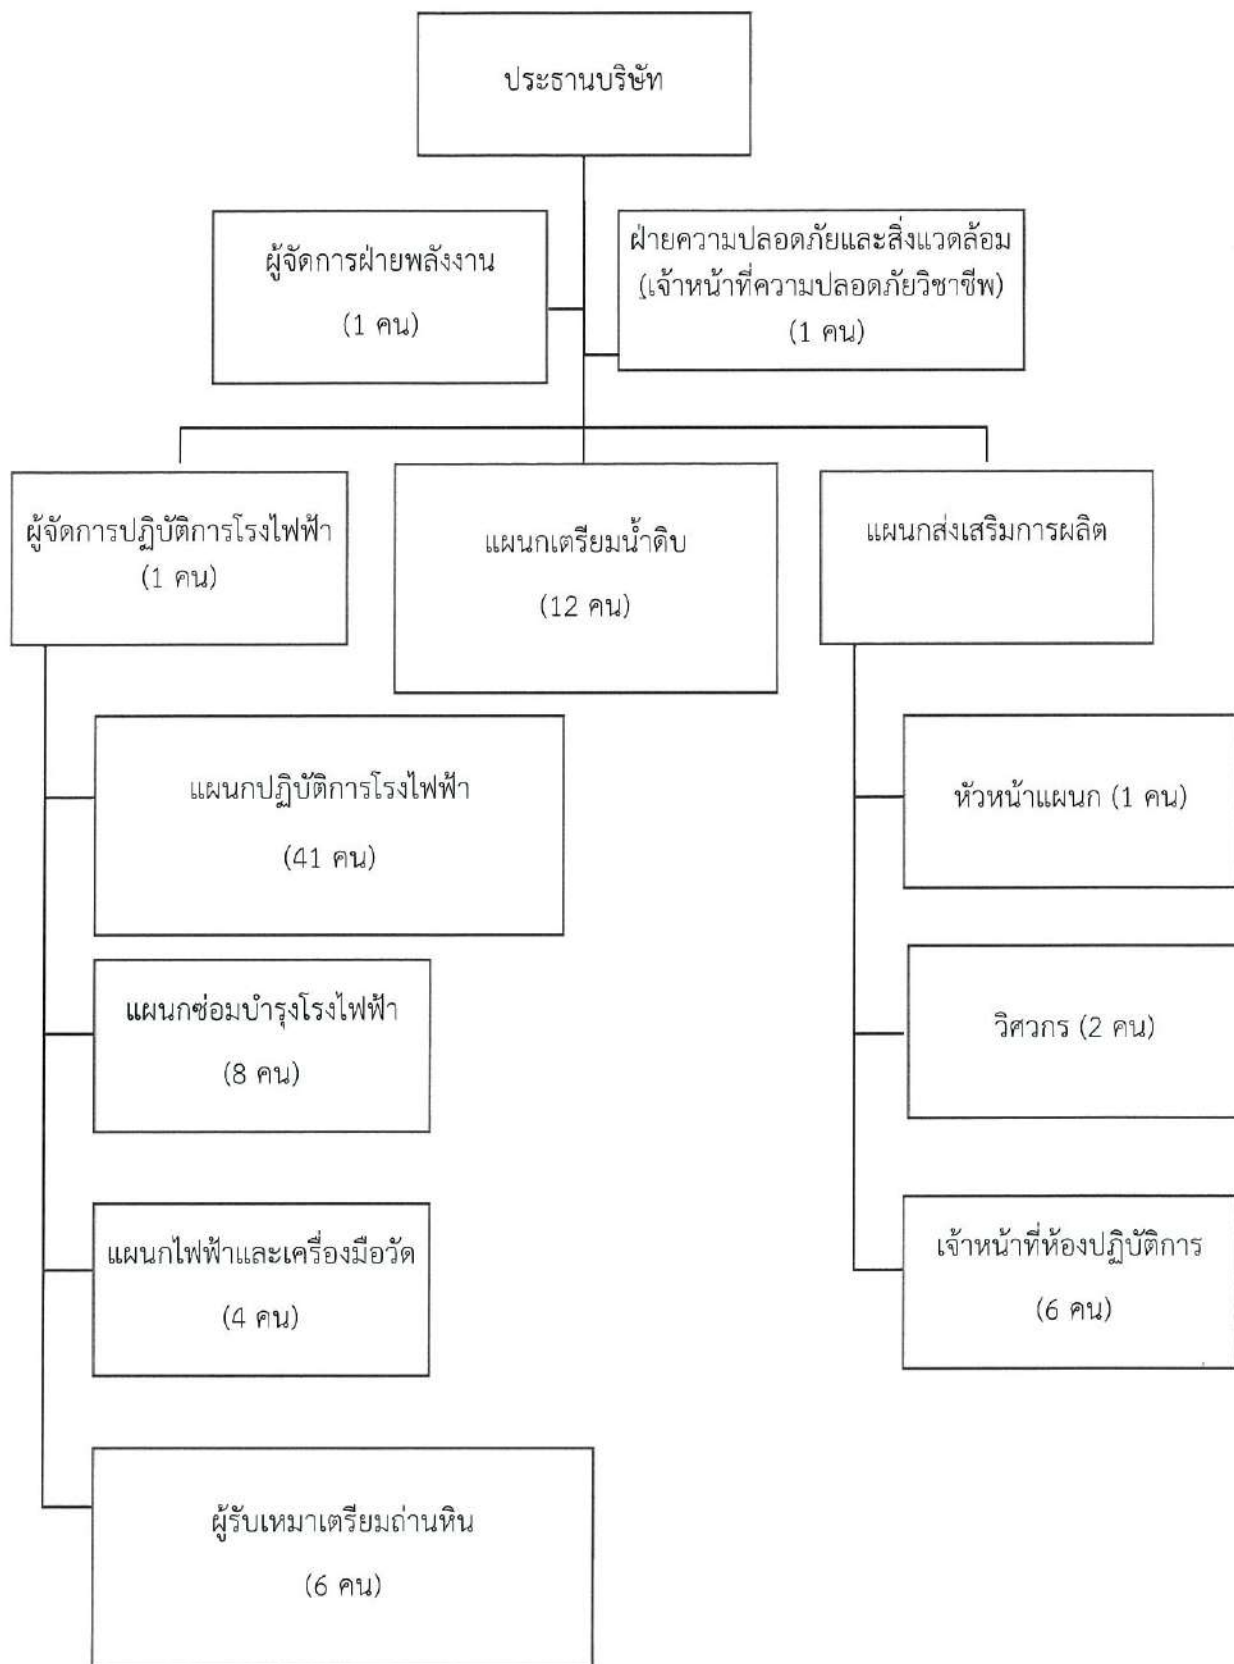 ประธานบริษัท
ผู้จัดการฝ่ายพลังงาน
(1 คน)
ฝ่ายความปลอดภัยและสิ่งแวดล้อม
(เจ้าหน้าที่ความปลอดภัยวิชาชีพ)
(1 คน)
ผู้จัดการปฏิบัติการโรงไฟฟ้า
(1 คน)
แผนกเตรียมน้ำดิบ
(12 คน)
แผนกส่งเสริมการผลิต
แผนกปฏิบัติการโรงไฟฟ้า
(41 คน)
แผนกซ่อมบำรุงโรงไฟฟ้า
(8 คน)
แผนกไฟฟ้าและเครื่องมือวัด
(4 คน)
ผู้รับเหมาเตรียมถ่านหิน
(6 คน)
หัวหน้าแผนก (1 คน)
วิศวกร (2 คน)
เจ้าหน้าที่ห้องปฏิบัติการ
(6 คน)